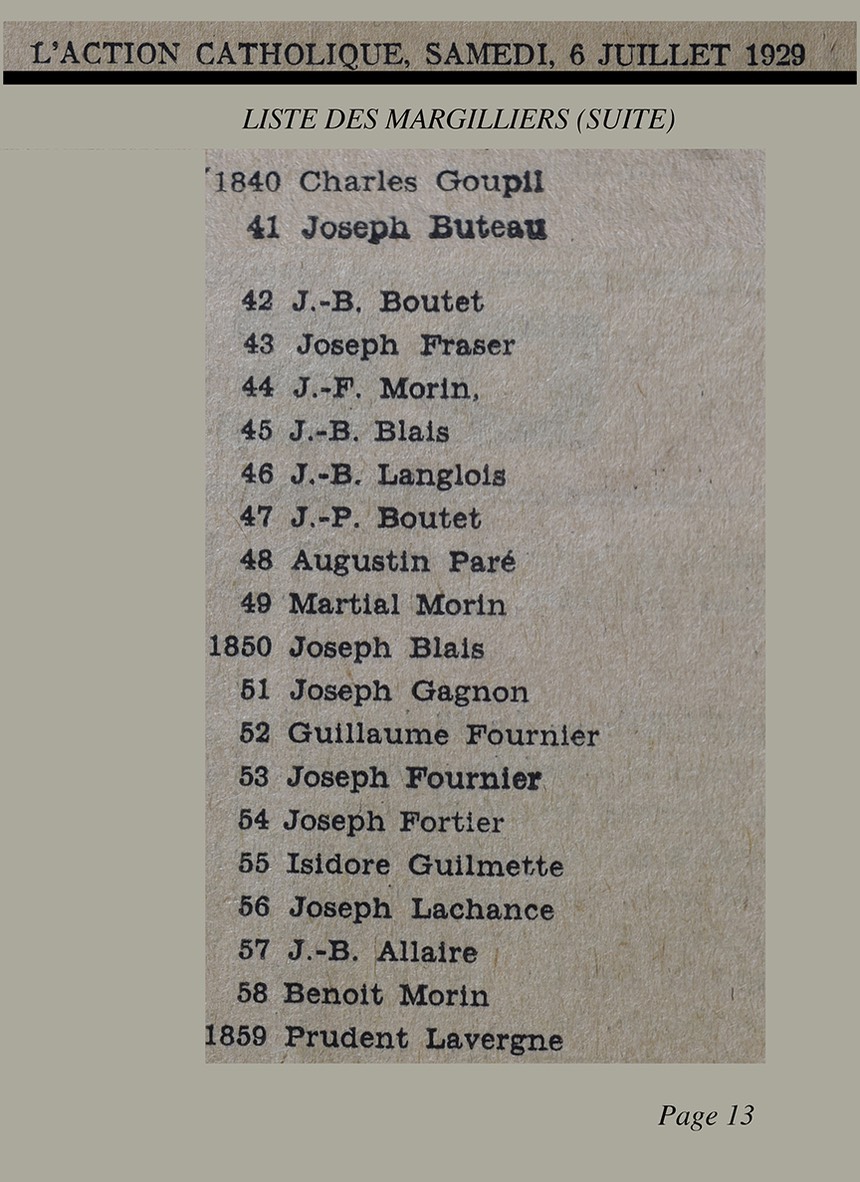 L'ACTION CATHOLIQUE, SAMEDI, 6 JUILLET 1929
LISTE DES MARGILLIERS (SUITE)
1840 Charles Goupil
41 Joseph Buteau
42 J.-B. Boutet
43 Joseph Fraser
44 J.-F. Morin,
45 J.-B. Blais
46 J.-B. Langlois
47 J.-P. Boutet
48 Augustin Paré
49 Martial Morin
1850 Joseph Blais
51 Joseph Gagnon
52 Guillaume Fournier
53 Joseph Fournier
54 Joseph Fortier
55 Isidore Guilmette
56 Joseph Lachance
57 J.-B. Allaire
58 Benoit Morin
1859 Prudent Lavergne
Page 13